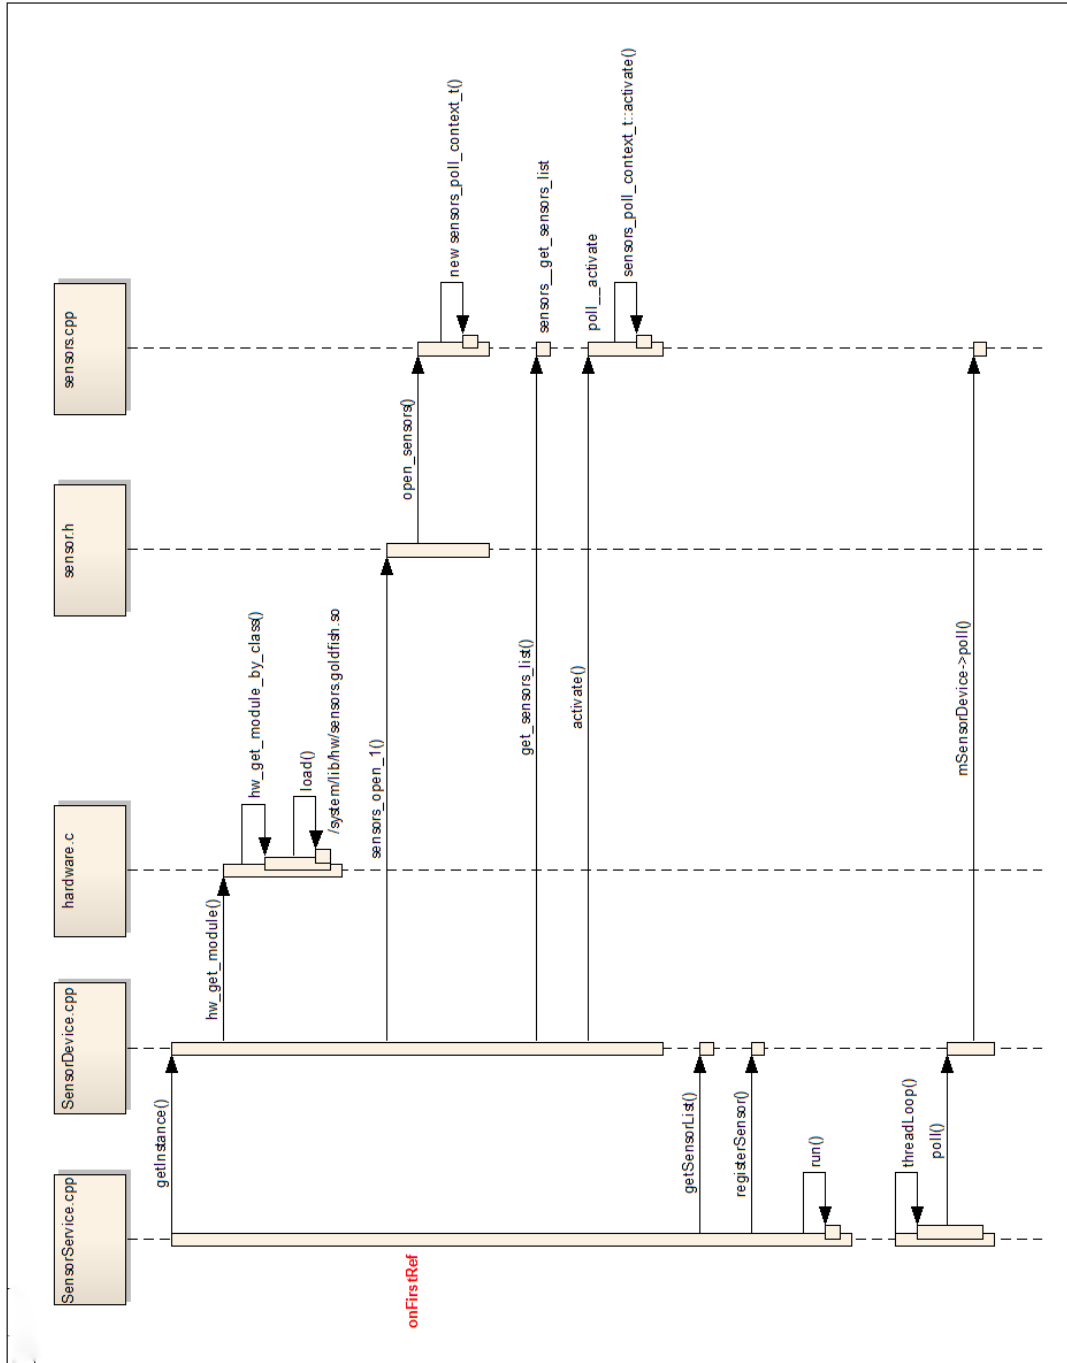 SensorService.cpp
SensorDevice.cpp
hardware.c
sensor.h
sensors.cpp
onFirstRef
getInstance()
hw_get_module()
hw_get_module_by_class()
load()
/system/lib/hw/sensors.goldfish.so
sensors_open_1()
open_sensors()
new sensors_poll_context_t()
get_sensors_list()
sensors__get_sensors_list
activate()
poll__activate
sensors_poll_context_t::activate()
getSensorList()
registerSensor()
run()
threadLoop()
poll()
mSensorDevice->poll()